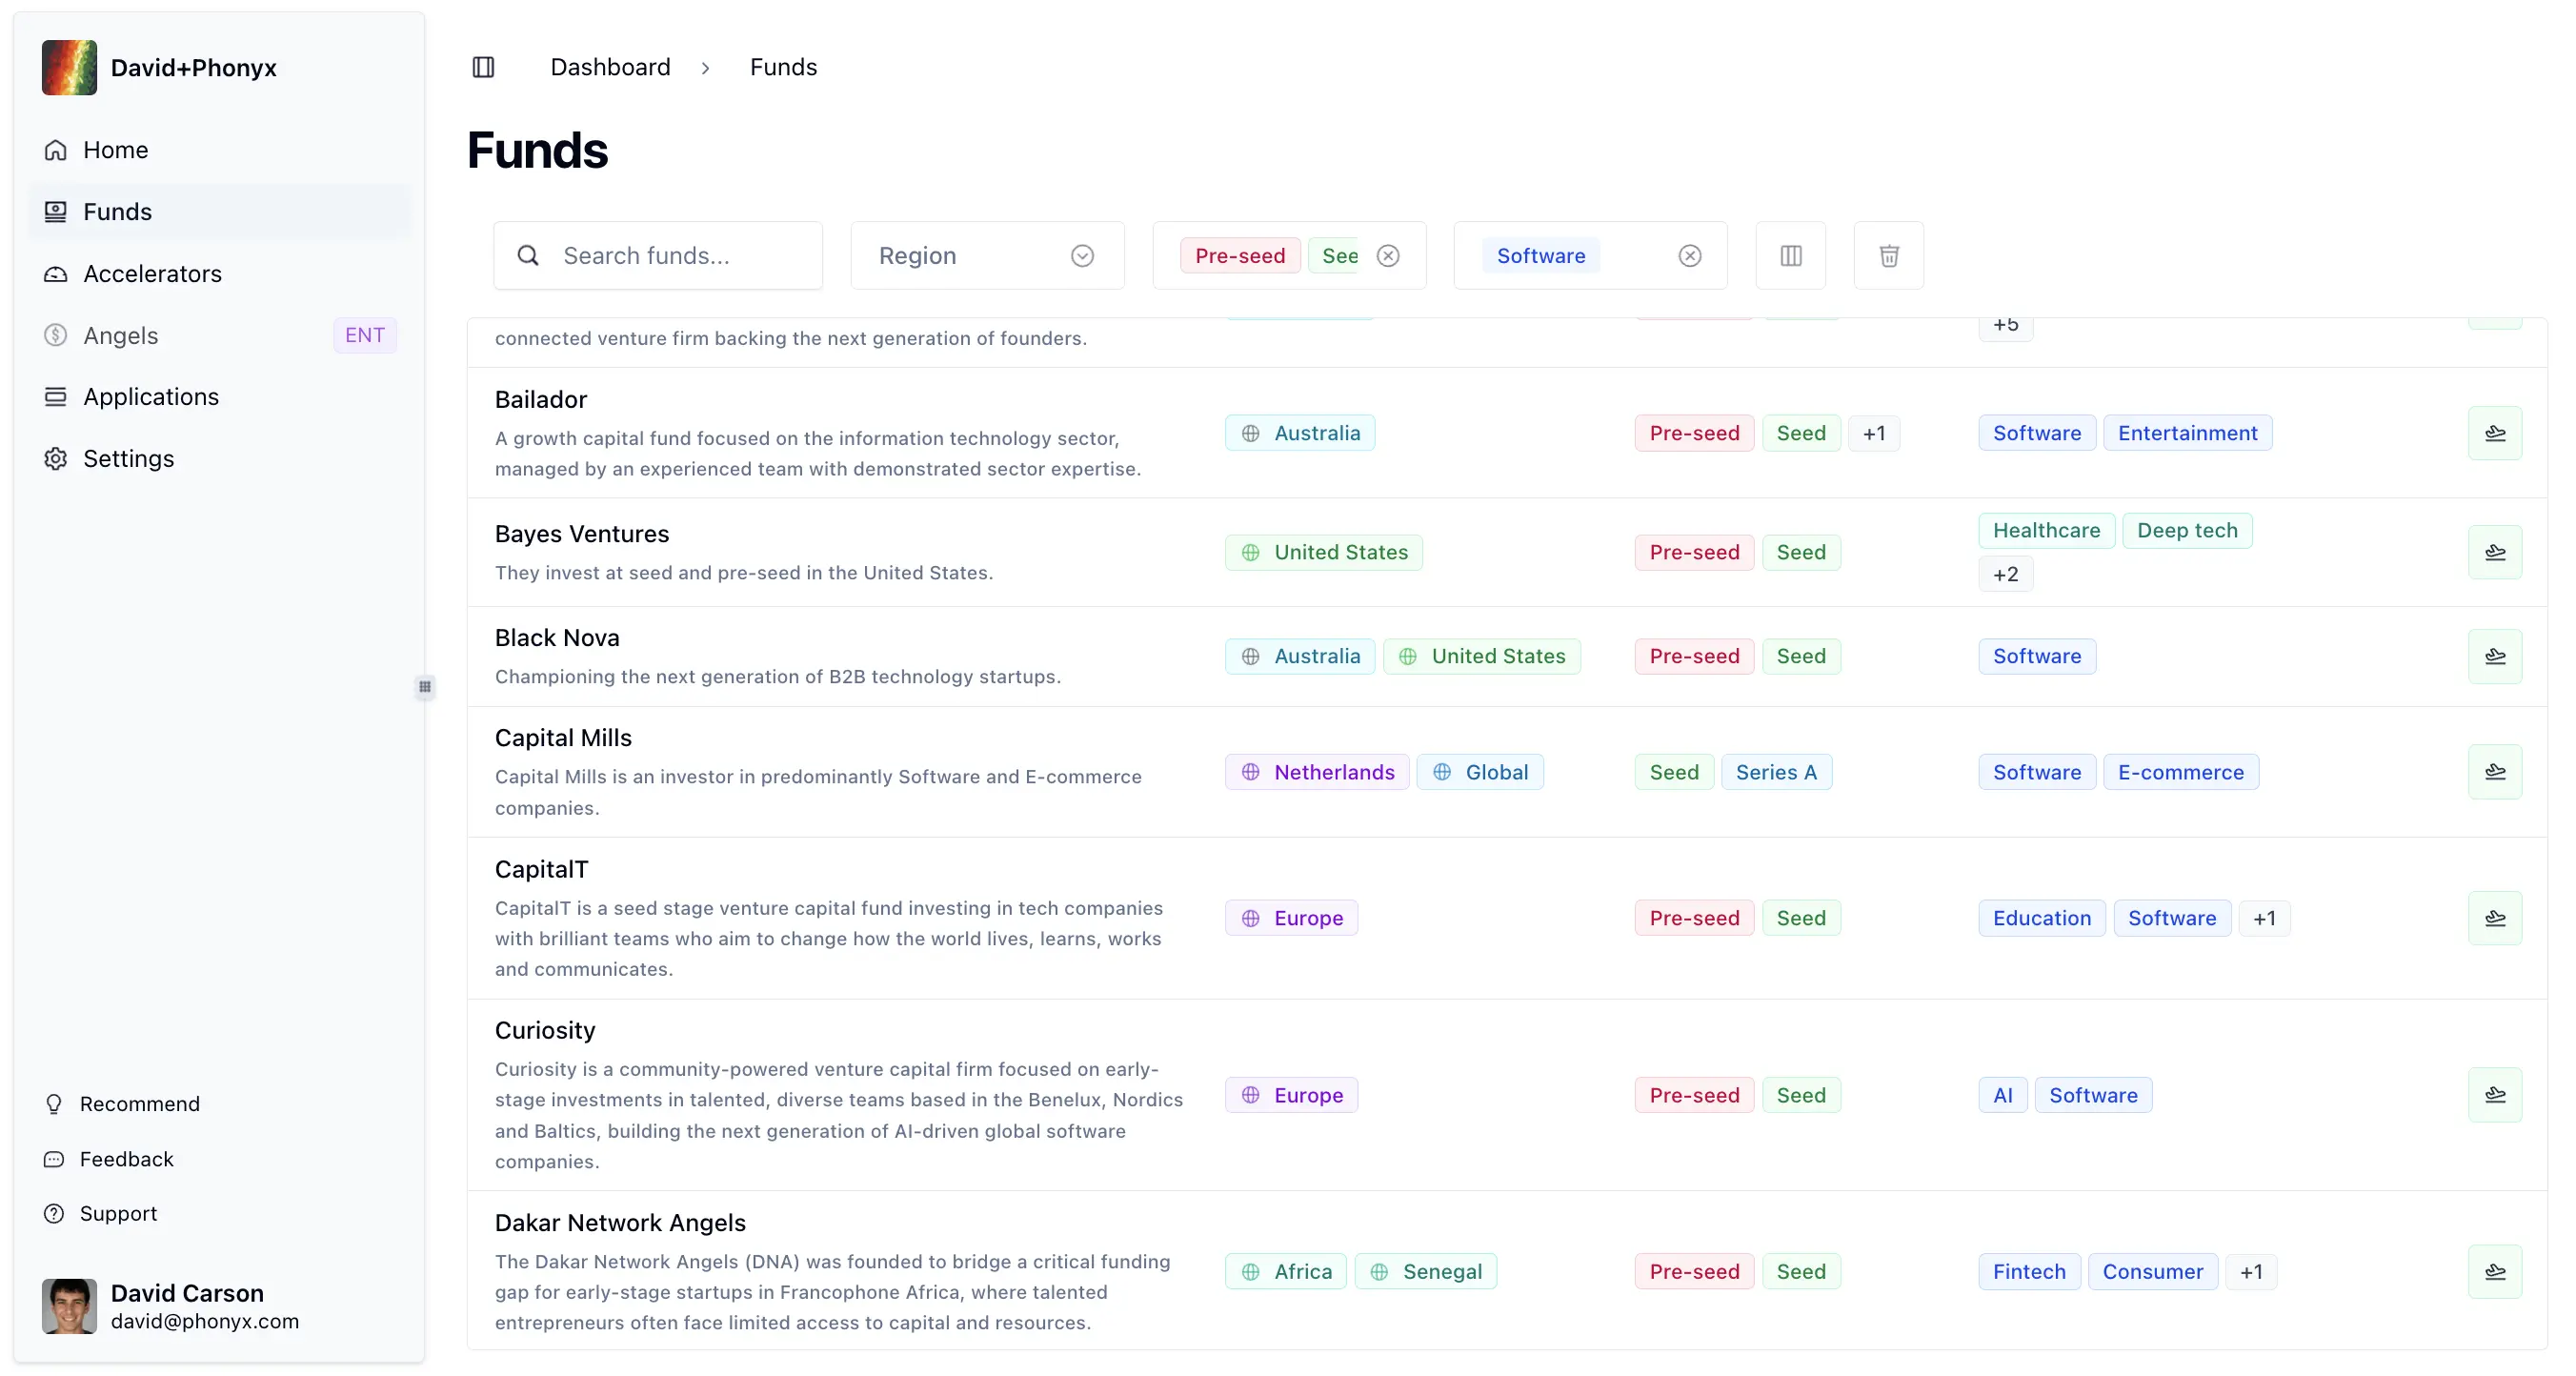 David+Phonyx
Home
Funds
Accelerators
Angels ENT
Applications
Settings
Recommend
Feedback
Support
David Carson
david@phonyx.com
Dashboard > Funds
Funds
Search funds...
Region
Pre-seed See
Software
connected venture firm backing the next generation of founders.
+5
Bailador
A growth capital fund focused on the information technology sector,
managed by an experienced team with demonstrated sector expertise.
Australia
Pre-seed Seed +1
Software Entertainment
Bayes Ventures
They invest at seed and pre-seed in the United States.
United States
Pre-seed Seed
Healthcare Deep tech
+2
Black Nova
Championing the next generation of B2B technology startups.
Australia United States
Pre-seed Seed
Software
Capital Mills
Capital Mills is an investor in predominantly Software and E-commerce
companies.
Netherlands Global
Seed Series A
Software E-commerce
CapitalT
CapitalT is a seed stage venture capital fund investing in tech companies
with brilliant teams who aim to change how the world lives, learns, works
and communicates.
Europe
Pre-seed Seed
Education Software +1
Curiosity
Curiosity is a community-powered venture capital firm focused on early-
stage investments in talented, diverse teams based in the Benelux, Nordics
and Baltics, building the next generation of AI-driven global software
companies.
Europe
Pre-seed Seed
AI Software
Dakar Network Angels
The Dakar Network Angels (DNA) was founded to bridge a critical funding
gap for early-stage startups in Francophone Africa, where talented
entrepreneurs often face limited access to capital and resources.
Africa Senegal
Pre-seed Seed
Fintech Consumer +1